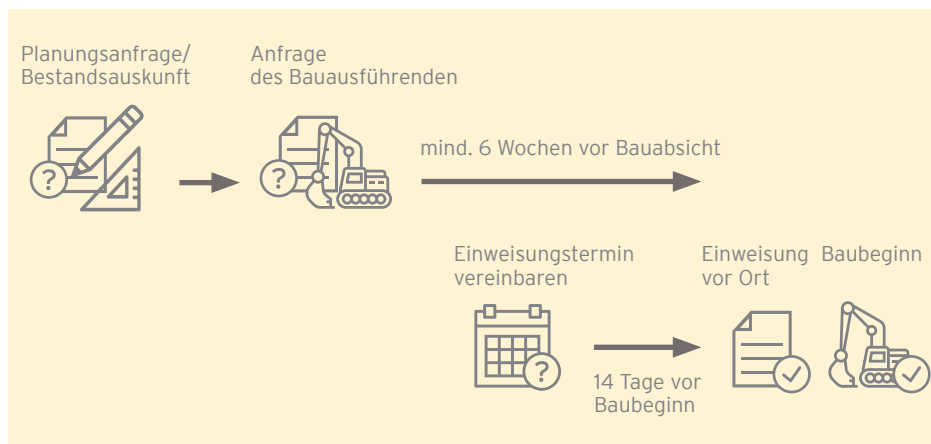 Planungsanfrage/
Bestandsauskunft
Anfrage
des Bauausführenden
?
?
mind. 6 Wochen vor Bauabsicht
Einweisungstermin
vereinbaren
?
14 Tage vor
Baubeginn
Einweisung
vor Ort
Baubeginn